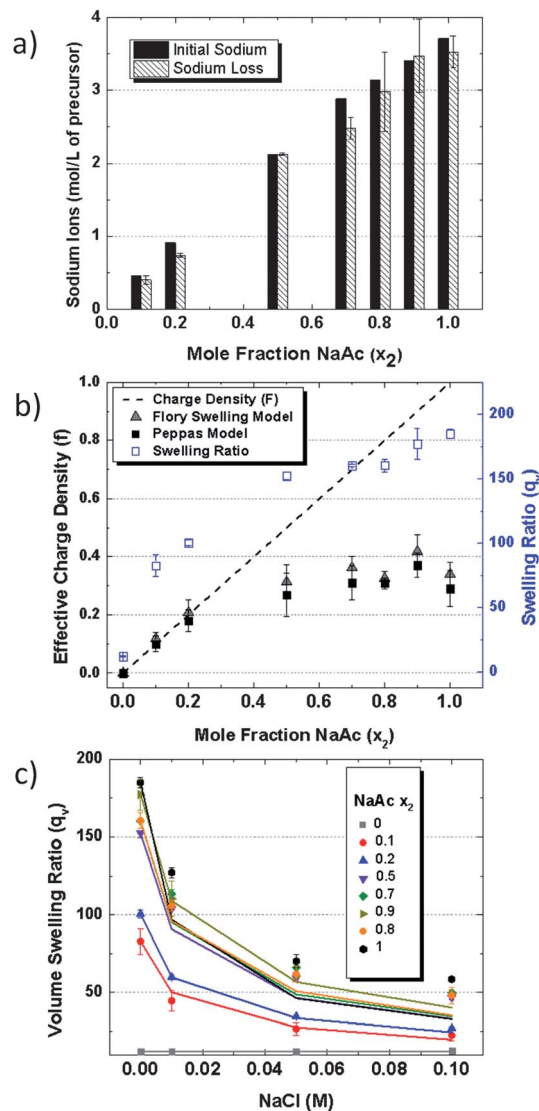 a)
4
3
2
1
0
Sodium Ions (mol/L of precursor)
Initial Sodium
Sodium Loss
0.0 0.2 0.4 0.6 0.8 1.0
Mole Fraction NaAc (x2)
b)
1.0
0.8
0.6
0.4
0.2
0.0
Effective Charge Density (f)
Charge Density (F)
Flory Swelling Model
Peppas Model
Swelling Ratio
200
150
100
50
0
Swelling Ratio (qv)
0.0 0.2 0.4 0.6 0.8 1.0
Mole Fraction NaAc (x2)
c)
200
150
100
50
Volume Swelling Ratio (qv)
NaAc x2
0
0.1
0.2
0.5
0.7
0.9
0.8
1
0.00 0.02 0.04 0.06 0.08 0.10
NaCl (M)